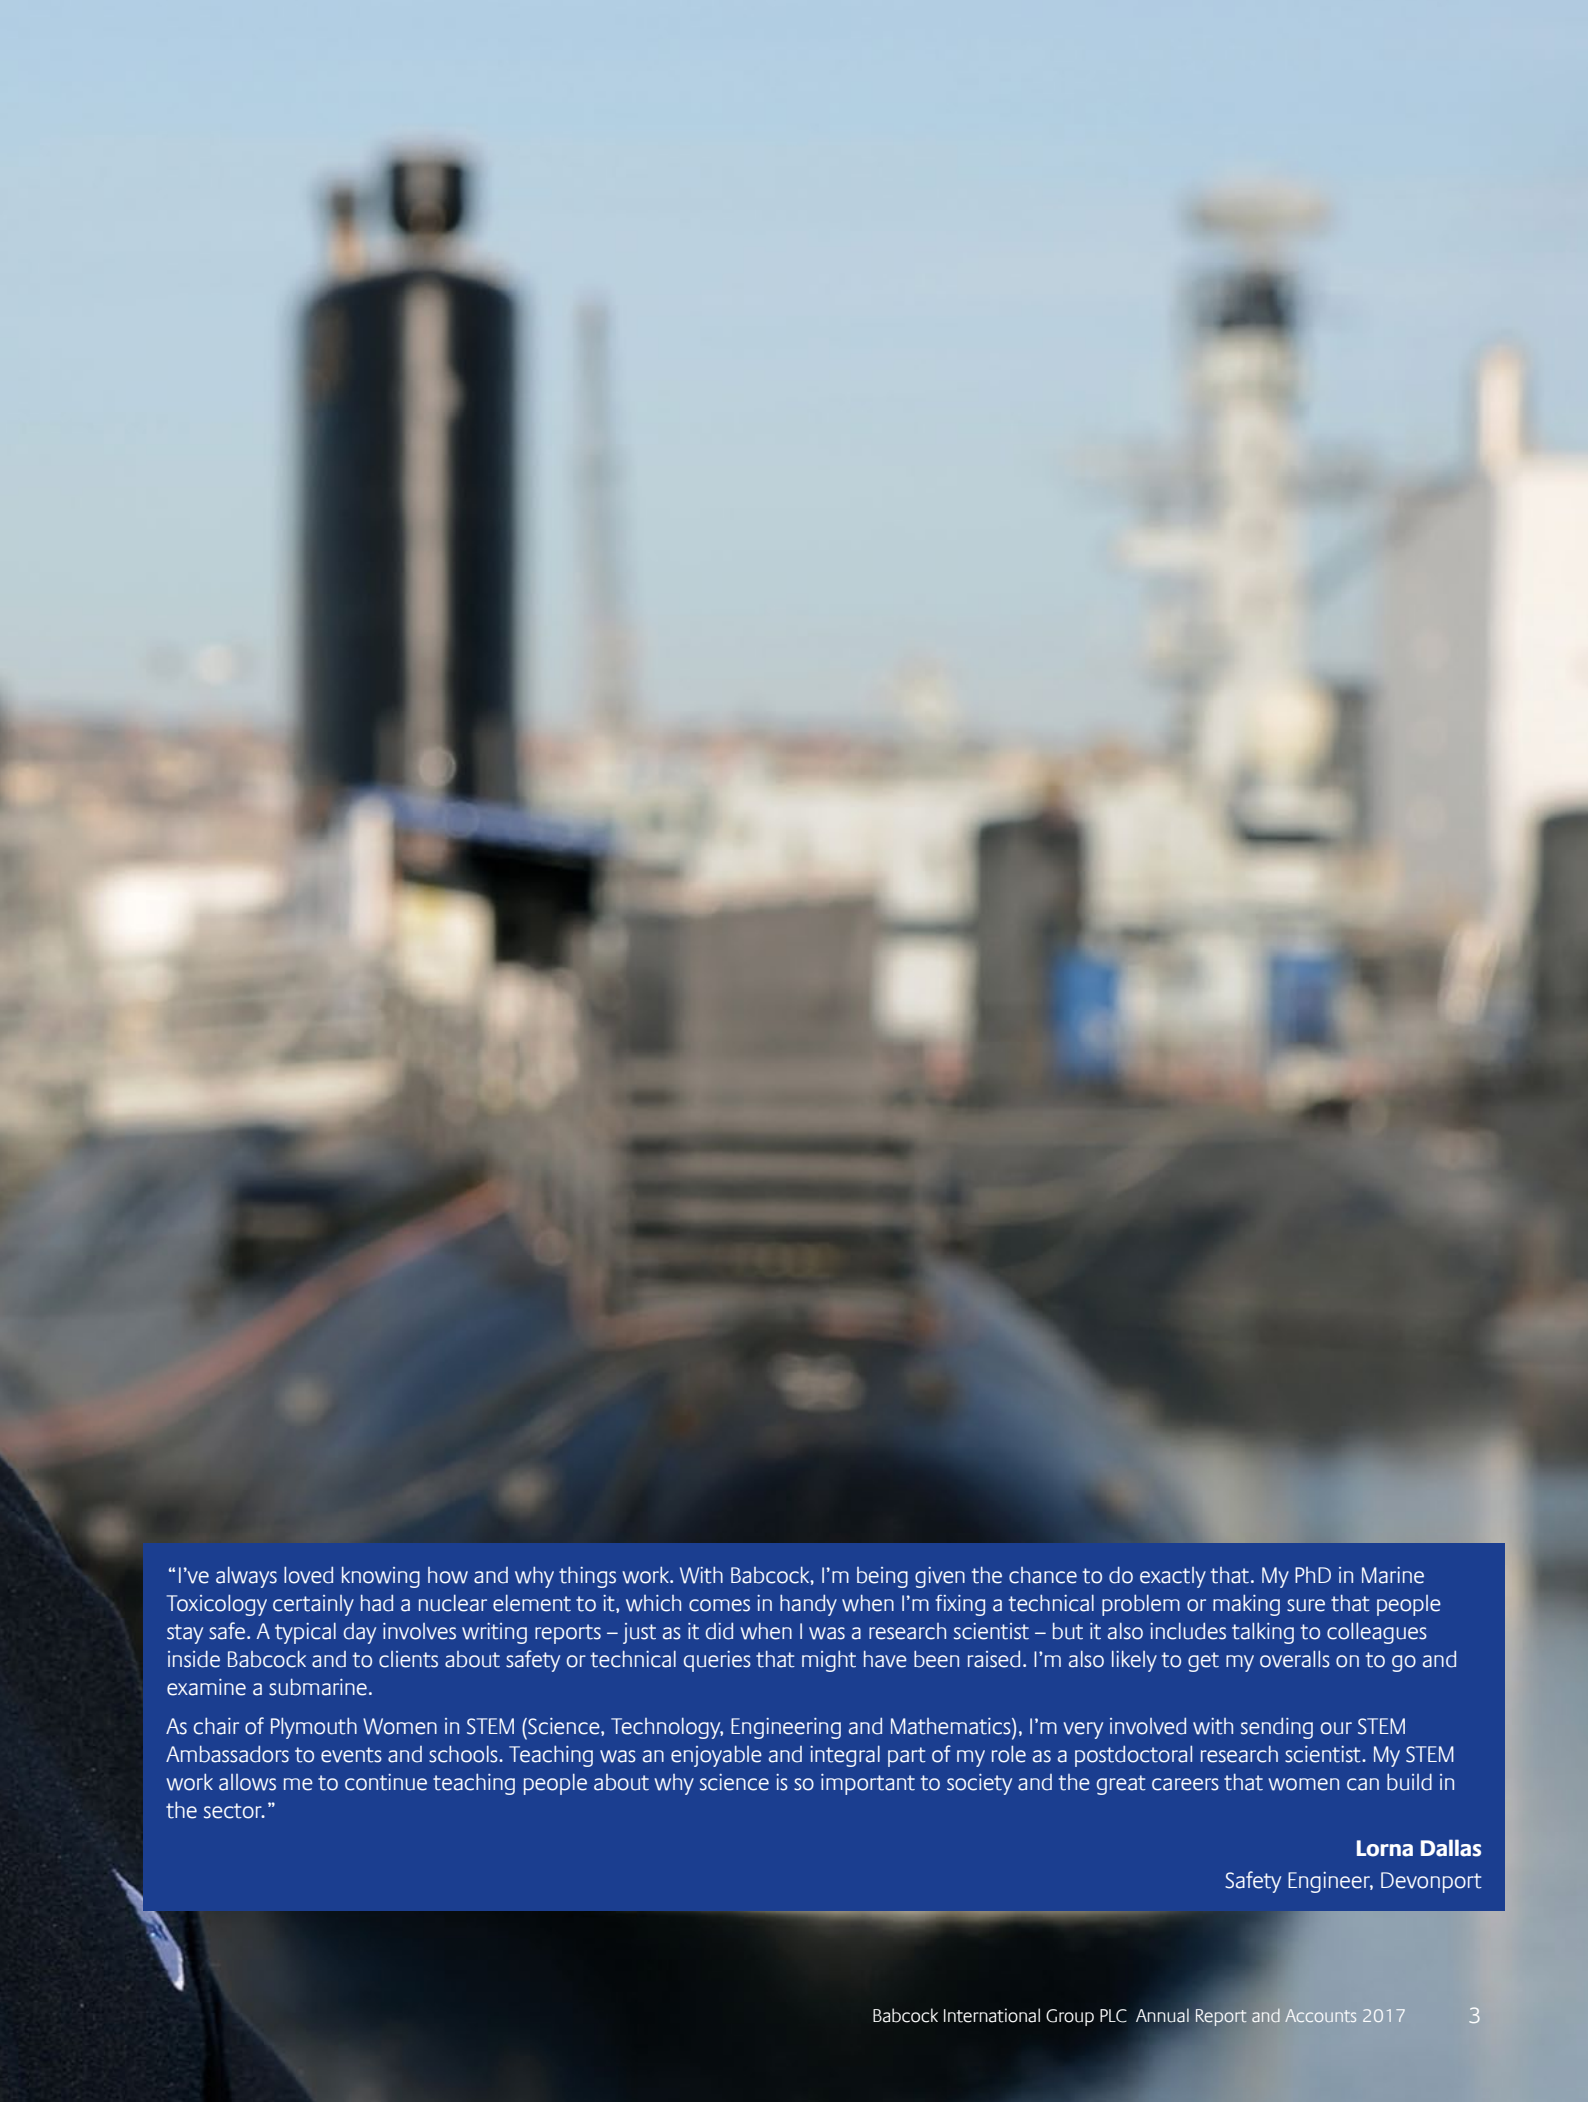 “I’ve always loved knowing how and why things work. With Babcock, I’m being given the chance to do exactly that. My PhD in Marine
Toxicology certainly had a nuclear element to it, which comes in handy when I’m fixing a technical problem or making sure that people
stay safe. A typical day involves writing reports – just as it did when I was a research scientist – but it also includes talking to colleagues
inside Babcock and to clients about safety or technical queries that might have been raised. I’m also likely to get my overalls on to go and
examine a submarine.
As chair of Plymouth Women in STEM (Science, Technology, Engineering and Mathematics), I’m very involved with sending our STEM
Ambassadors to events and schools. Teaching was an enjoyable and integral part of my role as a postdoctoral research scientist. My STEM
work allows me to continue teaching people about why science is so important to society and the great careers that women can build in
the sector.”
Lorna Dallas
Safety Engineer, Devonport
Babcock International Group PLC Annual Report and Accounts 2017 3